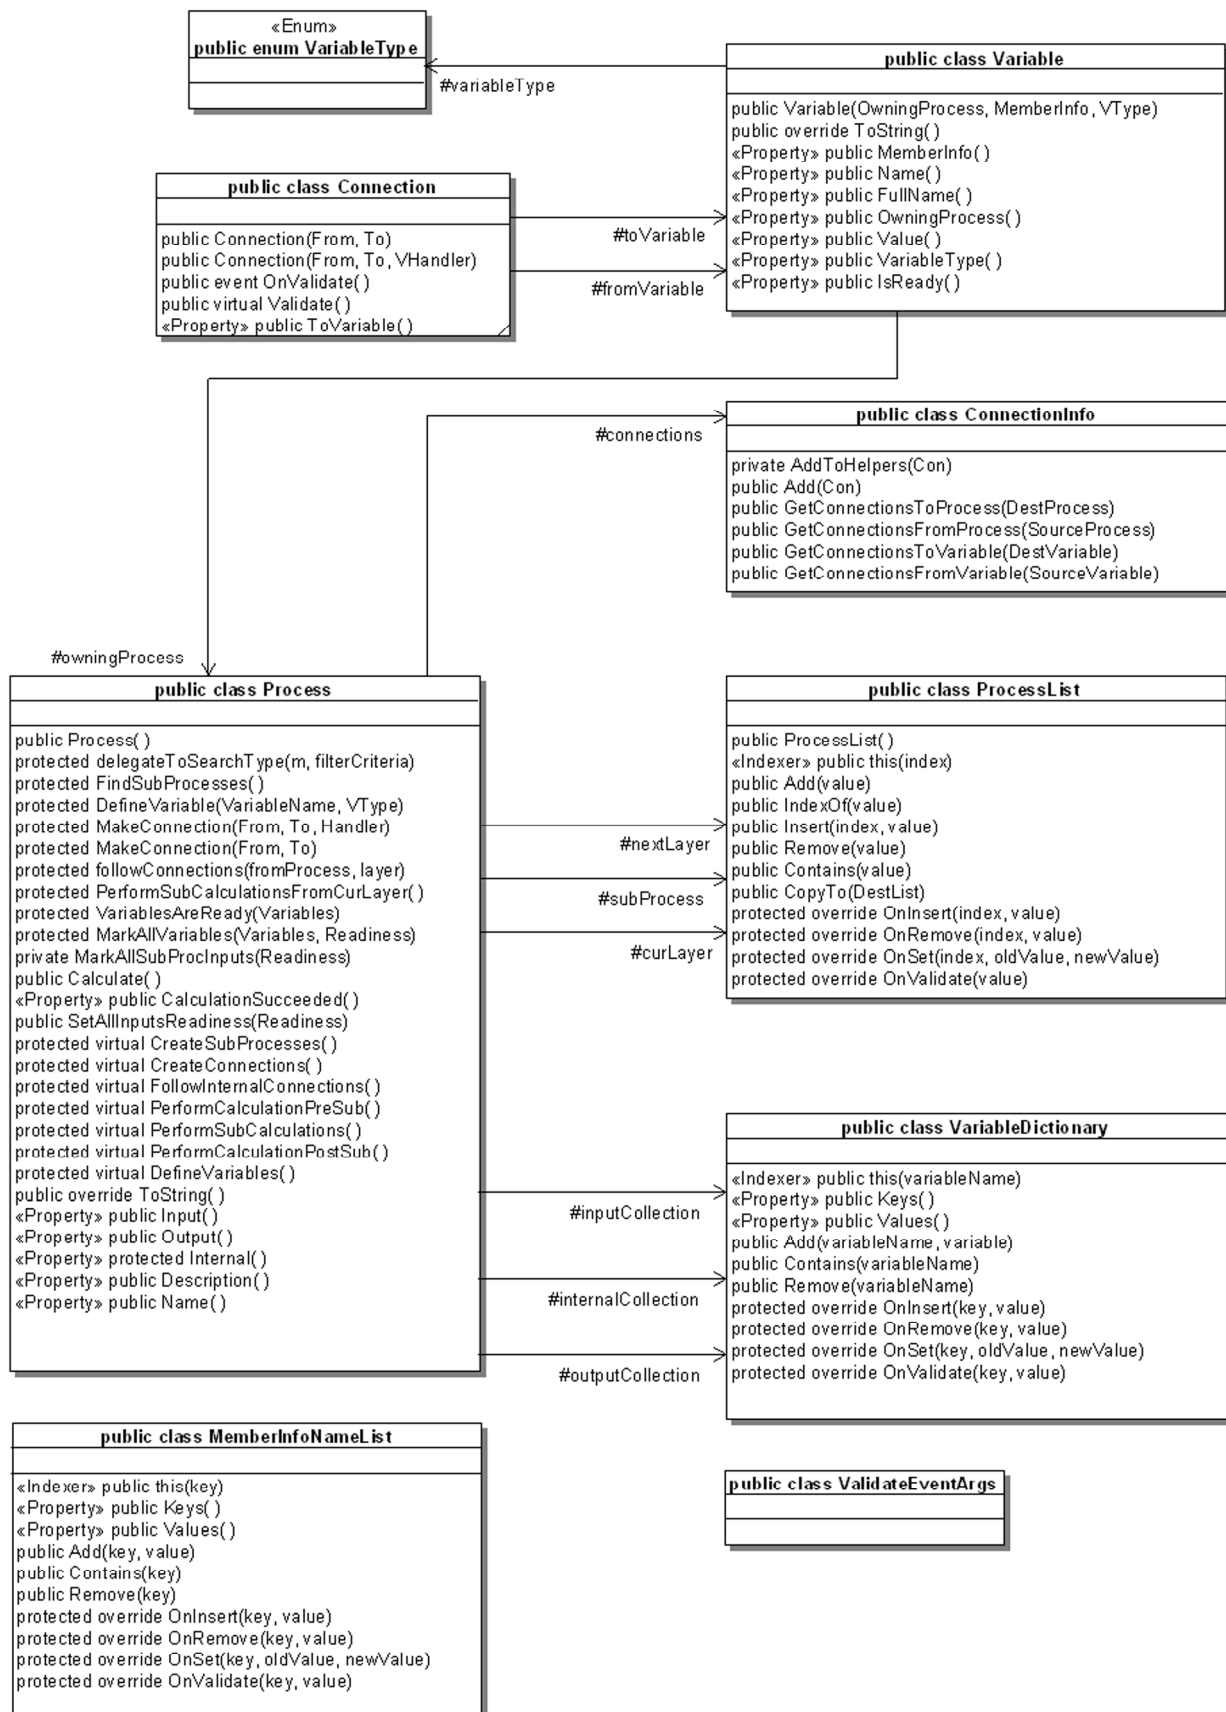 «Enum»
public enum VariableType
#variableType
public class Variable
public Variable(OwningProcess, MemberInfo, VType)
public override ToString()
«Property» public MemberInfo()
«Property» public Name()
«Property» public FullName()
«Property» public OwningProcess()
«Property» public Value()
«Property» public VariableType()
«Property» public IsReady()
public class Connection
public Connection(From, To)
public Connection(From, To, VHandler)
public event OnValidate()
public virtual Validate()
«Property» public ToVariable()
#toVariable
#fromVariable
#connections
public class ConnectionInfo
private AddToHelpers(Con)
public Add(Con)
public GetConnectionsToProcess(DestProcess)
public GetConnectionsFromProcess(SourceProcess)
public GetConnectionsToVariable(DestVariable)
public GetConnectionsFromVariable(SourceVariable)
#owningProcess
public class Process
public Process()
protected delegateToSearchType(m, filterCriteria)
protected FindSubProcesses()
protected DefineVariable(VariableName, VType)
protected MakeConnection(From, To, Handler)
protected MakeConnection(From, To)
protected followConnections(fromProcess, layer)
protected PerformSubCalculationsFromCurLayer()
protected VariablesAreReady(Variables)
protected MarkAllVariables(Variables, Readiness)
private MarkAllSubProcInputs(Readiness)
public Calculate()
«Property» public CalculationSucceeded()
public SetAllInputsReadiness(Readiness)
protected virtual CreateSubProcesses()
protected virtual CreateConnections()
protected virtual FollowInternalConnections()
protected virtual PerformCalculationPreSub()
protected virtual PerformSubCalculations()
protected virtual PerformCalculationPostSub()
protected virtual DefineVariables()
public override ToString()
«Property» public Input()
«Property» public Output()
«Property» protected Internal()
«Property» public Description()
«Property» public Name()
#nextLayer
#subProcess
#curLayer
public class ProcessList
public ProcessList()
«Indexer» public this(index)
public Add(value)
public IndexOf(value)
public Insert(index, value)
public Remove(value)
public Contains(value)
public CopyTo(DestList)
protected override OnInsert(index, value)
protected override OnRemove(index, value)
protected override OnSet(index, oldValue, newValue)
protected override OnValidate(value)
#inputCollection
#internalCollection
#outputCollection
public class VariableDictionary
«Indexer» public this(variableName)
«Property» public Keys()
«Property» public Values()
public Add(variableName, variable)
public Contains(variableName)
public Remove(variableName)
protected override OnInsert(key, value)
protected override OnRemove(key, value)
protected override OnSet(key, oldValue, newValue)
protected override OnValidate(key, value)
public class MemberInfoNameList
«Indexer» public this(key)
«Property» public Keys()
«Property» public Values()
public Add(key, value)
public Contains(key)
public Remove(key)
protected override OnInsert(key, value)
protected override OnRemove(key, value)
protected override OnSet(key, oldValue, newValue)
protected override OnValidate(key, value)
public class ValidateEventArgs